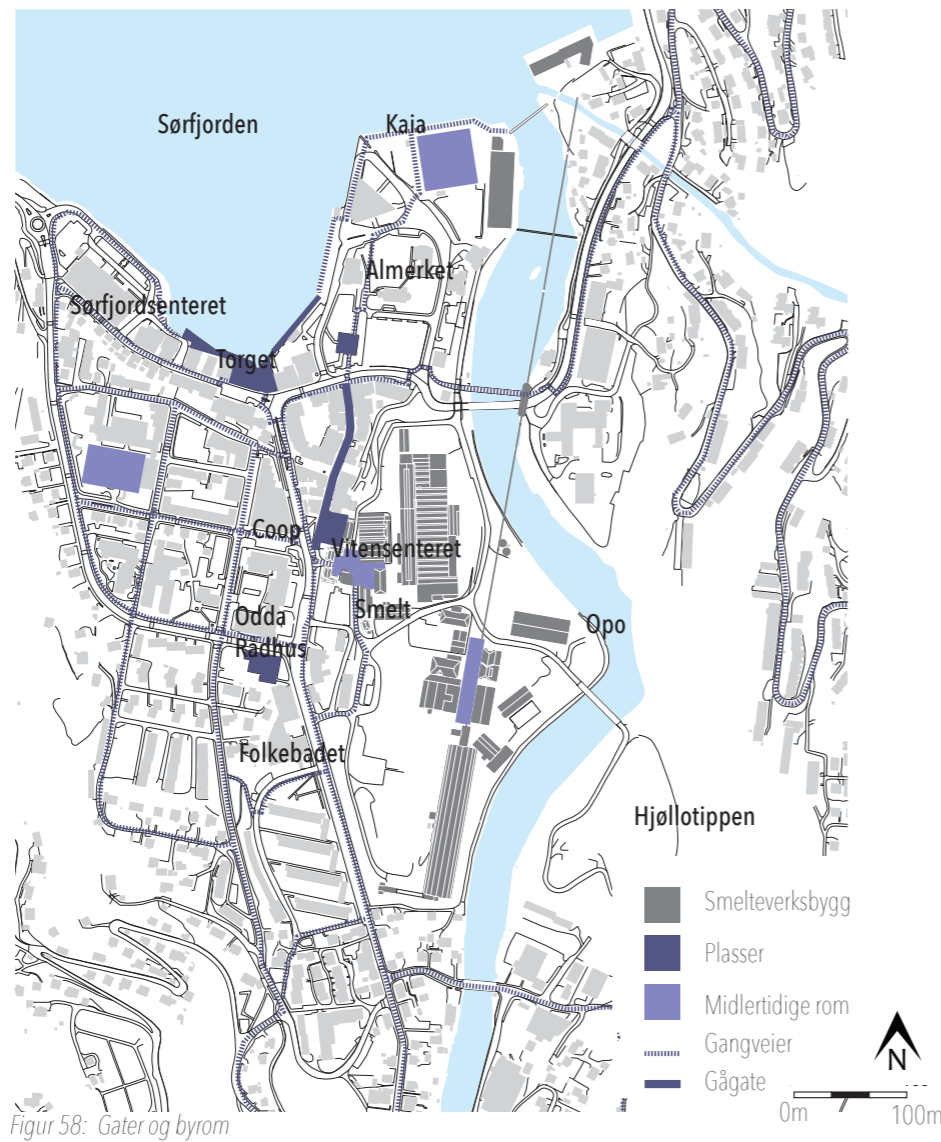 Sørfjorden
Kaia
Almerket
Sørfjordsenteret
Torget
Coop
Vitensenteret
Smelt
Odda
Rådhus
Opo
Folkebadet
Hjøllotippen
Smelteverksbygg
Plasser
Midlertidige rom
Gangveier
Gågate
N
0m
100m
Figur 58: Gater og byrom